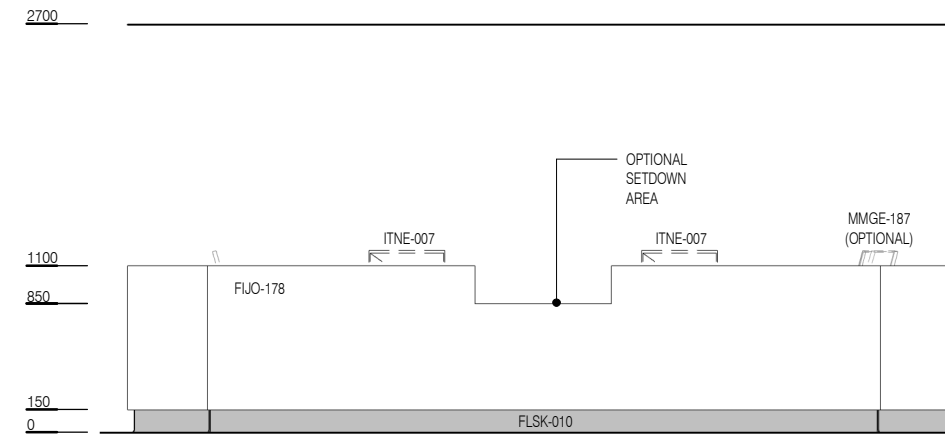 2700
OPTIONAL
SETDOWN
AREA
MMGE-187
(OPTIONAL)
ITNE-007
ITNE-007
1100
FIJO-178
850
150
FLSK-010
0